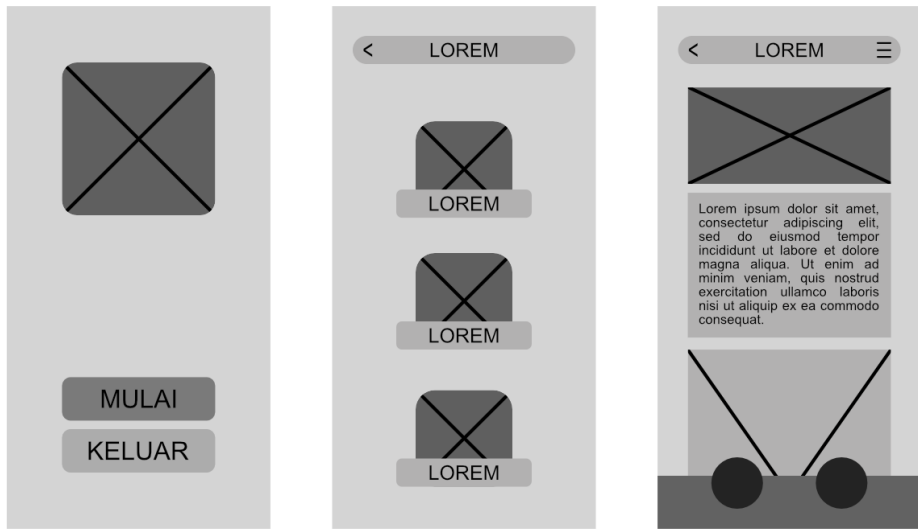 MULAI
KELUAR
< LOREM
LOREM
LOREM
LOREM
< LOREM ☰
Lorem ipsum dolor sit amet,
consectetur adipiscing elit,
sed do eiusmod tempor
incididunt ut labore et dolore
magna aliqua. Ut enim ad
minim veniam, quis nostrud
exercitation ullamco laboris
nisi ut aliquip ex ea commodo
consequat.